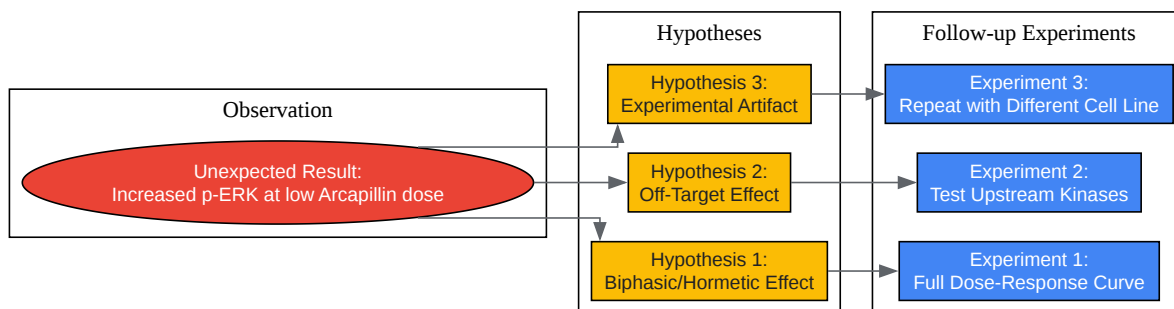 Observation
Unexpected Result:
Increased p-ERK at low Arcapillin dose
Hypotheses
Hypothesis 3:
Experimental Artifact
Hypothesis 2:
Off-Target Effect
Hypothesis 1:
Biphasic/Hormetic Effect
Follow-up Experiments
Experiment 3:
Repeat with Different Cell Line
Experiment 2:
Test Upstream Kinases
Experiment 1:
Full Dose-Response Curve